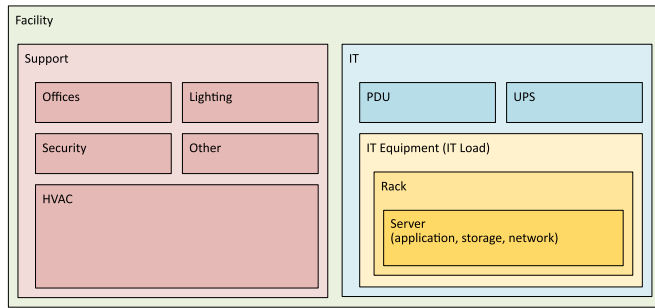 Facility
Support
Offices
Lighting
Security
Other
HVAC
IT
PDU
UPS
IT Equipment (IT Load)
Rack
Server
(application, storage, network)